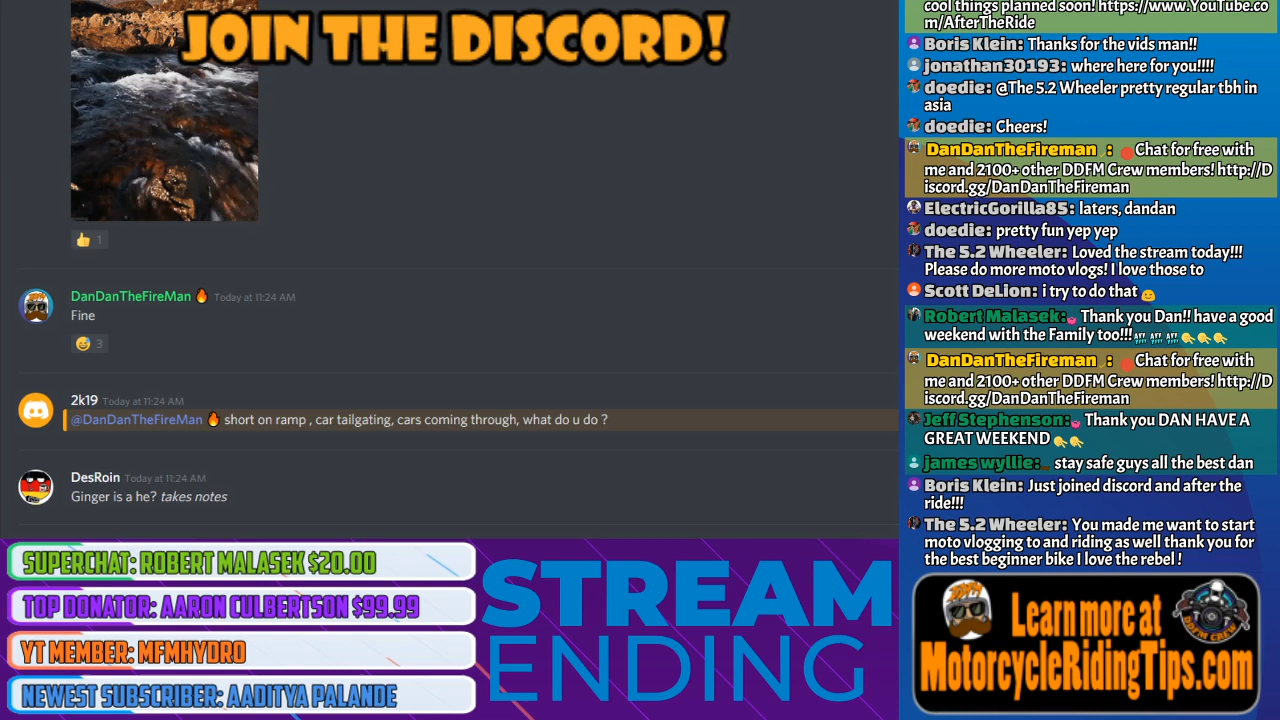 JOIN THE DISCORD!
👍 1
DanDanTheFireMan 🔥 Today at 11:24 AM
Fine
😅 3
2k19 Today at 11:24 AM
@DanDanTheFireMan 🔥 short on ramp , car tailgating, cars coming through, what do u do ?
DesRoin Today at 11:24 AM
Ginger is a he? takes notes
SUPERCHAT: ROBERT MALASEK $20.00
TOP DONATOR: AARON CULBERTSON $99.99
YT MEMBER: MFMHYDRO
NEWEST SUBSCRIBER: AADITYA PALANDE
STREAM
ENDING
cool things planned soon! https://www.YouTube.co
m/AfterTheRide
Boris Klein: Thanks for the vids man!!
jonathan30193: where here for you!!!!
doedie: @The 5.2 Wheeler pretty regular tbh in
asia
doedie: Cheers!
DanDanTheFireman : Chat for free with
me and 2100+ other DDFM Crew members! http://D
iscord.gg/DanDanTheFireman
ElectricGorilla85: laters, dandan
doedie: pretty fun yep yep
The 5.2 Wheeler: Loved the stream today!!!
Please do more moto vlogs! I love those to
Scott DeLion: i try to do that
Robert Malasek: Thank you Dan!! have a good
weekend with the Family too!!!
DanDanTheFireman : Chat for free with
me and 2100+ other DDFM Crew members! http://D
iscord.gg/DanDanTheFireman
Jeff Stephenson: Thank you DAN HAVE A
GREAT WEEKEND
james wyllie: stay safe guys all the best dan
Boris Klein: Just joined discord and after the
ride!!!
The 5.2 Wheeler: You made me want to start
moto vlogging to and riding as well thank you for
the best beginner bike I love the rebel !
DDFM
DDFM CREW
Learn more at
MotorcycleRidingTips.com